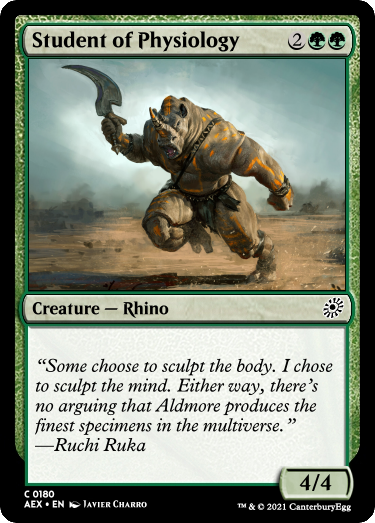 Student of Physiology 2
Creature — Rhino
“Some choose to sculpt the body. I chose
to sculpt the mind. Either way, there’s
no arguing that Aldmore produces the
finest specimens in the multiverse.”
—Ruchi Ruka
4/4
C 0180
AEX • EN Javier Charro
™ & © 2021 CanterburyEgg